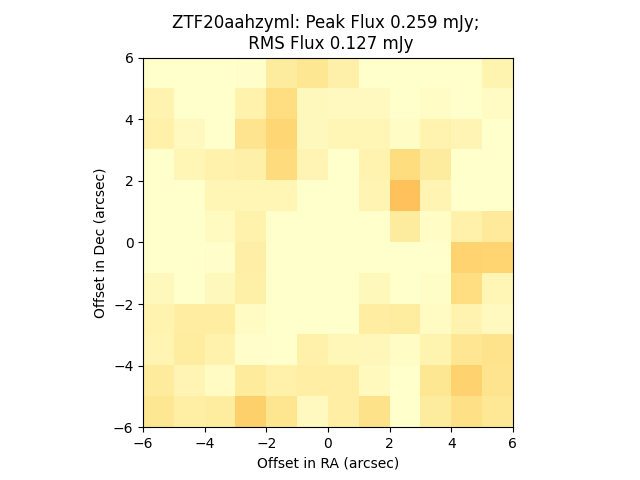 ZTF20aahzyml: Peak Flux 0.259 mJy;
RMS Flux 0.127 mJy
6
4
2
0
−2
−4
−6
Offset in Dec (arcsec)
−6 −4 −2 0 2 4 6
Offset in RA (arcsec)